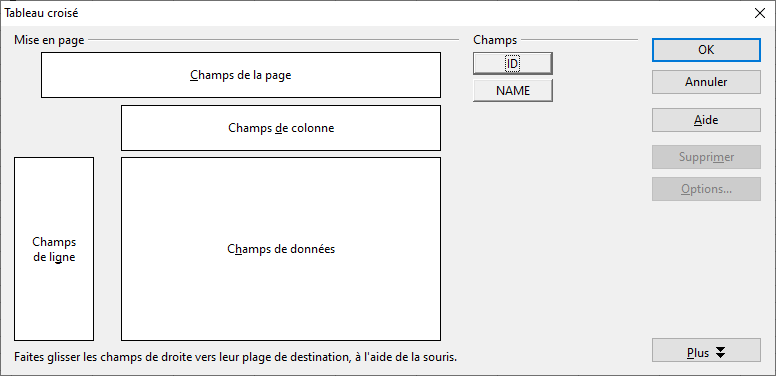 Tableau croisé
Mise en page
Champs
Champs de la page
ID
OK
NAME
Annuler
Champs de colonne
Aide
Supprimer
Options...
Champs
de ligne
Champs de données
Plus
Faites glisser les champs de droite vers leur plage de destination, à l'aide de la souris.